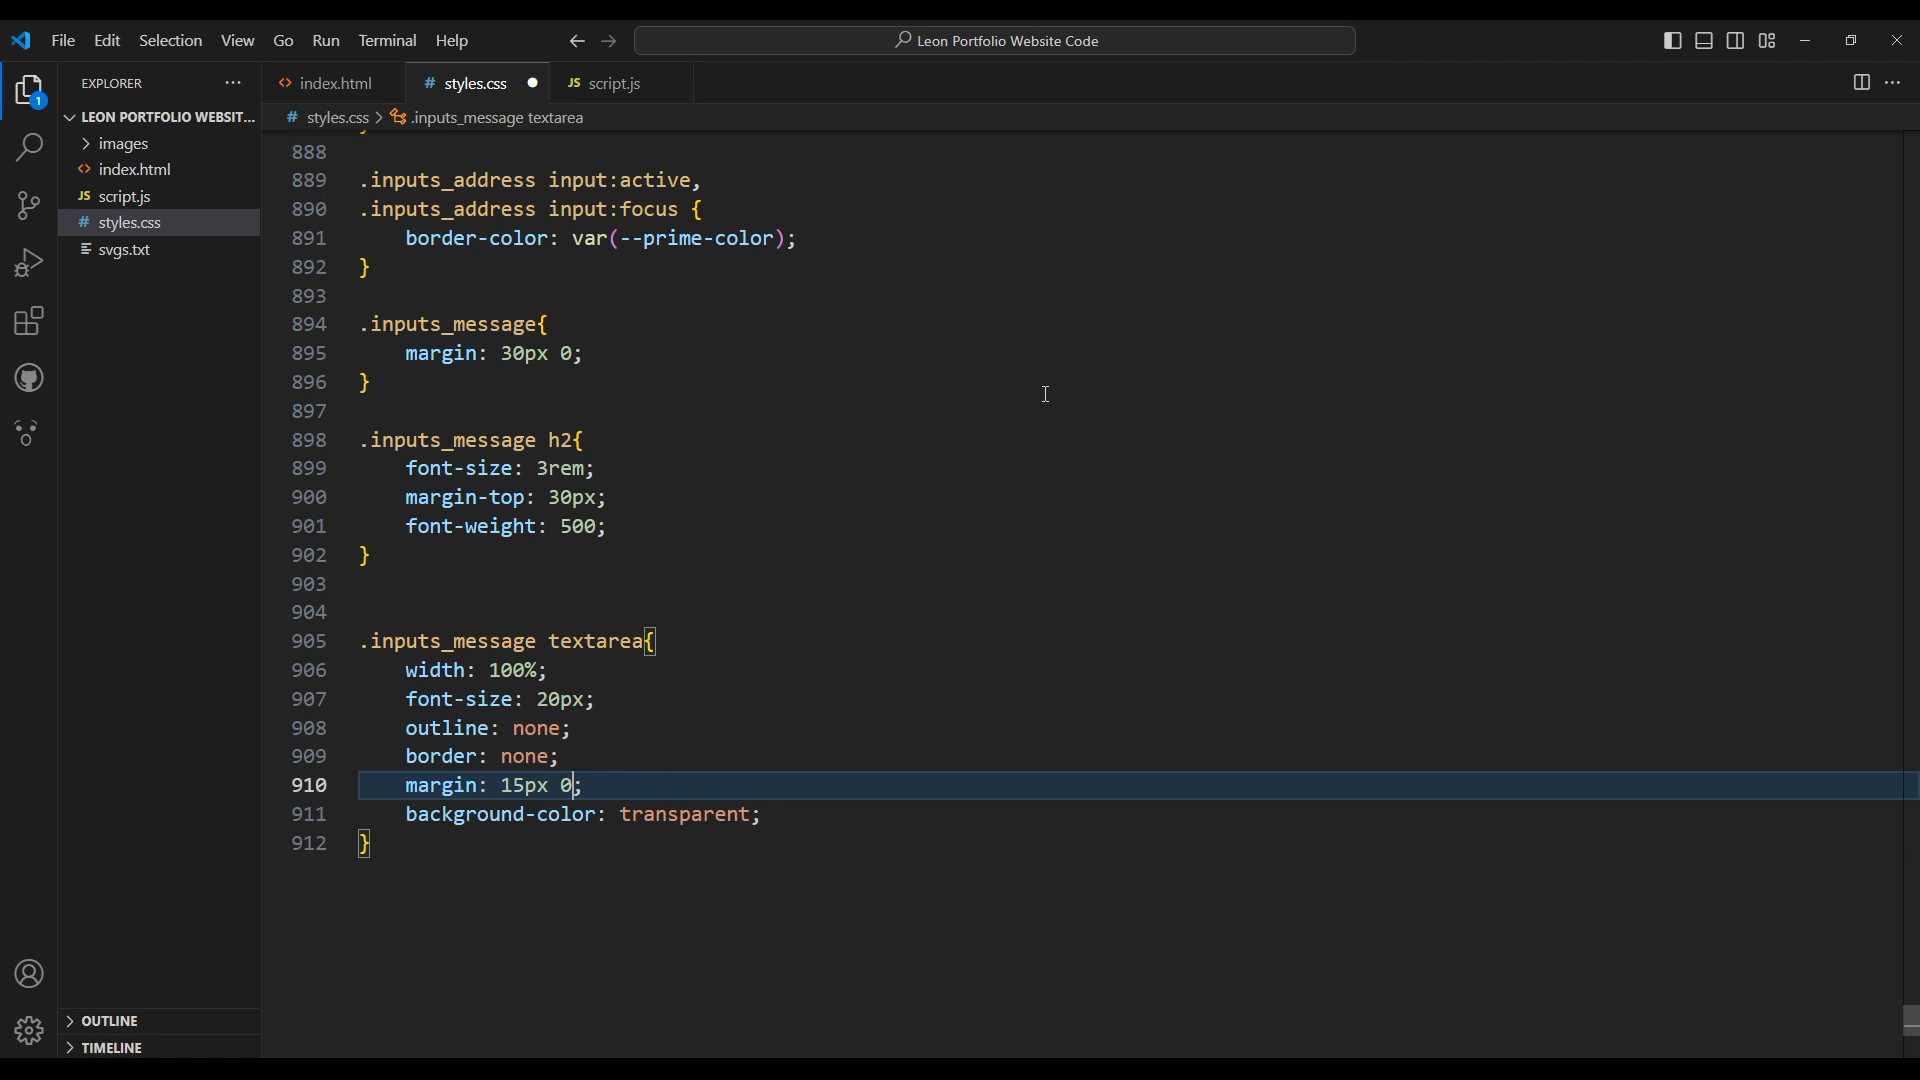 File Edit Selection View Go Run Terminal Help
Leon Portfolio Website Code
EXPLORER
index.html
# styles.css
JS script.js
1
LEON PORTFOLIO WEBSIT...
# styles.css > .inputs_message textarea
images
index.html
JS script.js
# styles.css
svgs.txt
888
889 .inputs_address input:active,
890 .inputs_address input:focus {
891 border-color: var(--prime-color);
892 }
893
894 .inputs_message{
895 margin: 30px 0;
896 }
897
898 .inputs_message h2{
899 font-size: 3rem;
900 margin-top: 30px;
901 font-weight: 500;
902 }
903
904
905 .inputs_message textarea{
906 width: 100%;
907 font-size: 20px;
908 outline: none;
909 border: none;
910 margin: 15px 0;
911 background-color: transparent;
912 }
OUTLINE
TIMELINE